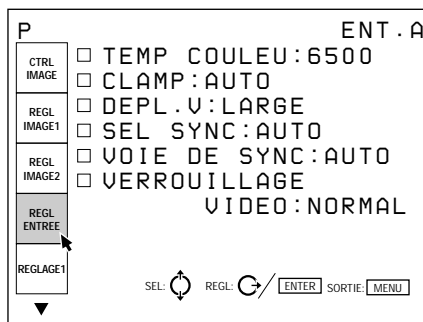 P ENT.A
CTRL IMAGE
REGL IMAGE1
REGL IMAGE2
REGL ENTREE
REGLAGE1
□ TEMP COULEU:6500
□ CLAMP:AUTO
□ DEPL.V:LARGE
□ SEL SYNC:AUTO
□ VOIE DE SYNC:AUTO
□ VERROUILLAGE
VIDEO:NORMAL
SEL: REGL: / ENTER SORTIE: MENU